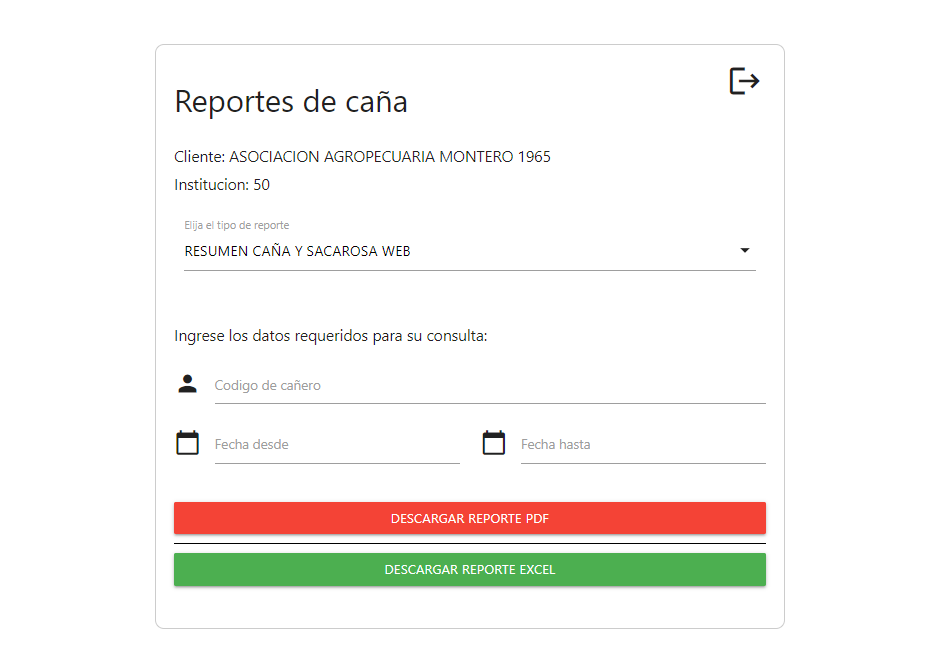 Reportes de caña
Cliente: ASOCIACION AGROPECUARIA MONTERO 1965
Institucion: 50
Elija el tipo de reporte
RESUMEN CAÑA Y SACAROSA WEB
Ingrese los datos requeridos para su consulta:
Codigo de cañero
Fecha desde
Fecha hasta
DESCARGAR REPORTE PDF
DESCARGAR REPORTE EXCEL